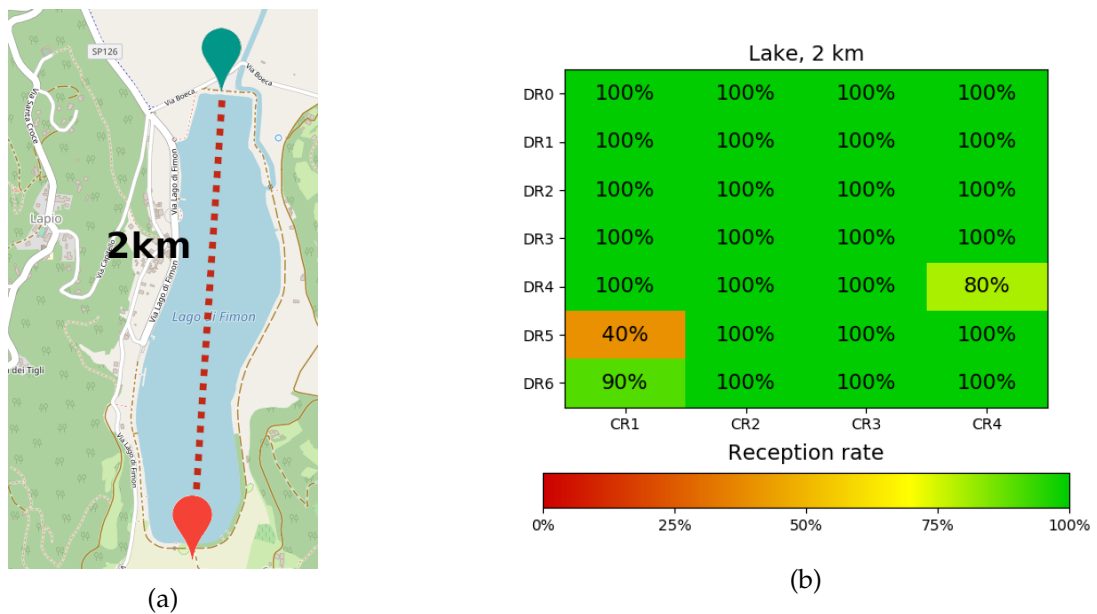 SP126
Via Boeca
Via Boeca
Via Santa Croce
Via Lago di Fimon
Lapio
2km
Via Capitello
Via Lago di Fimon
Lago di Fimon
i dei Tigli
Via Lago di Fimon
(a)
Lake, 2 km
DR0 100% 100% 100% 100%
DR1 100% 100% 100% 100%
DR2 100% 100% 100% 100%
DR3 100% 100% 100% 100%
DR4 100% 100% 100% 80%
DR5 40% 100% 100% 100%
DR6 90% 100% 100% 100%
CR1 CR2 CR3 CR4
Reception rate
0% 25% 50% 75% 100%
(b)